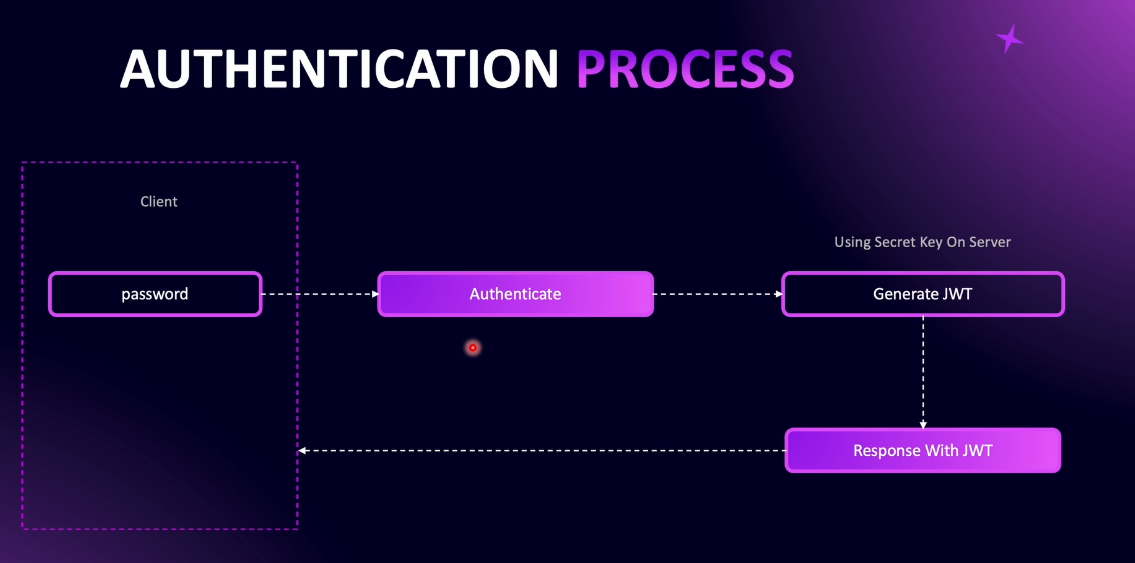 AUTHENTICATION PROCESS
Client
Using Secret Key On Server
password
Authenticate
Generate JWT
Response With JWT